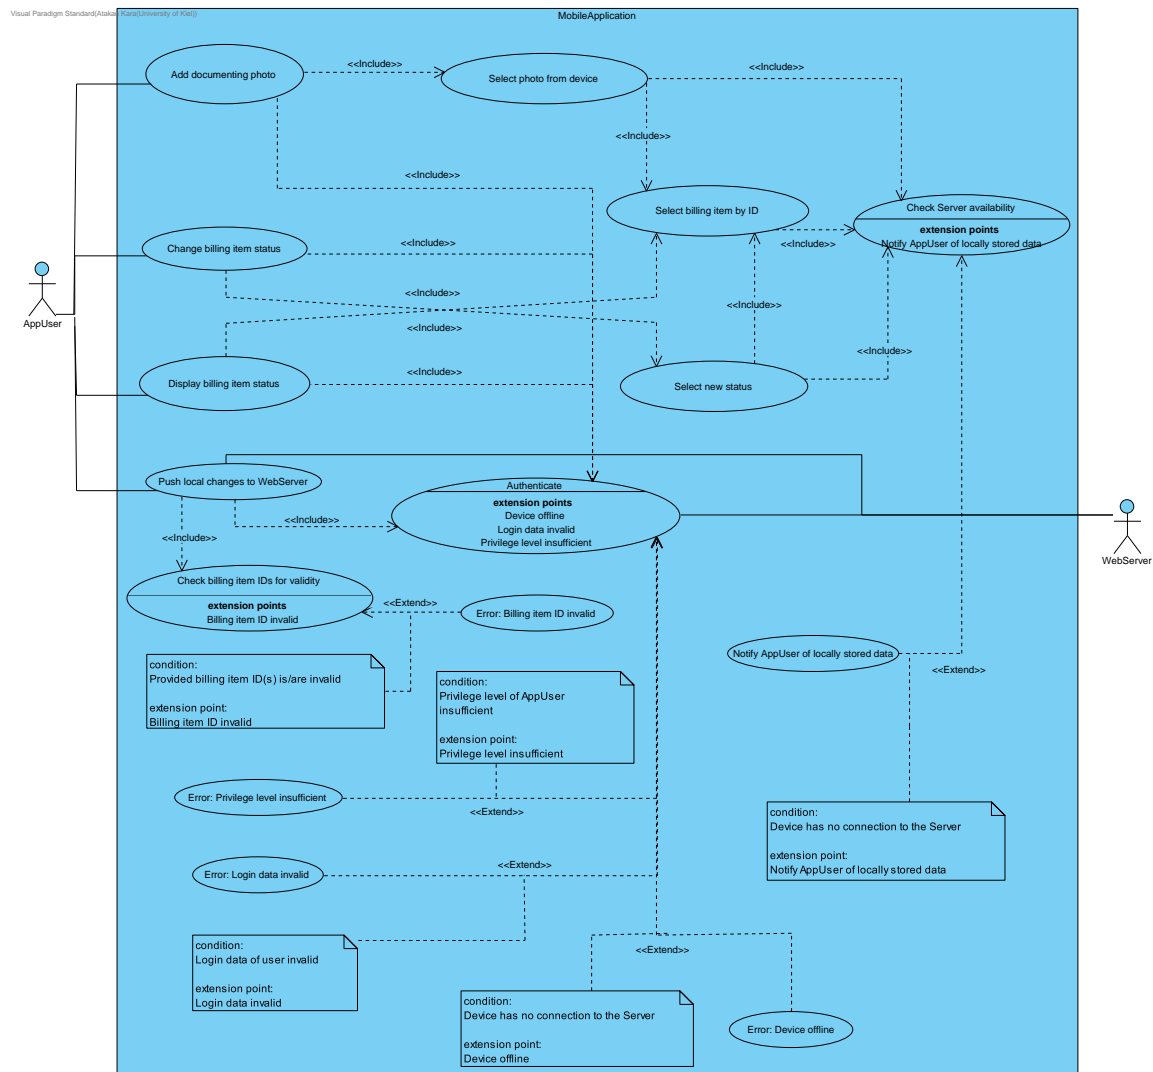 Visual Paradigm Standard(Atakan Kara(University of Kiel))
MobileApplication
Add documenting photo
<<Include>>
Select photo from device
<<Include>>
<<Include>>
<<Include>>
Select billing item by ID
Check Server availability
extension points
Notify AppUser of locally stored data
Change billing item status
<<Include>>
<<Include>>
<<Include>>
<<Include>>
<<Include>>
AppUser
Display billing item status
<<Include>>
Select new status
<<Include>>
Push local changes to WebServer
<<Include>>
<<Include>>
Authenticate
extension points
Device offline
Login data invalid
Privilege level insufficient
WebServer
Check billing item IDs for validity
extension points
Billing item ID invalid
<<Extend>>
Error: Billing item ID invalid
Notify AppUser of locally stored data
<<Extend>>
condition:
Provided billing item ID(s) is/are invalid
extension point:
Billing item ID invalid
condition:
Privilege level of AppUser
insufficient
extension point:
Privilege level insufficient
Error: Privilege level insufficient
<<Extend>>
condition:
Device has no connection to the Server
extension point:
Notify AppUser of locally stored data
Error: Login data invalid
<<Extend>>
condition:
Login data of user invalid
extension point:
Login data invalid
<<Extend>>
condition:
Device has no connection to the Server
extension point:
Device offline
Error: Device offline